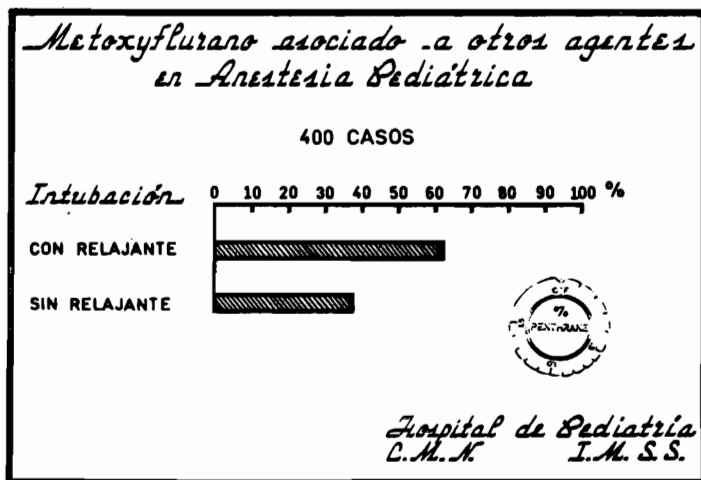 Metoxyflurano asociado a otros agentes
en Anestesia Pediátrica
400 CASOS
Intubación 0 10 20 30 40 50 60 70 80 90 100 %
CON RELAJANTE
SIN RELAJANTE
%
PENTHRANE
Hospital de Pediatría
C.M.N. I.M.S.S.